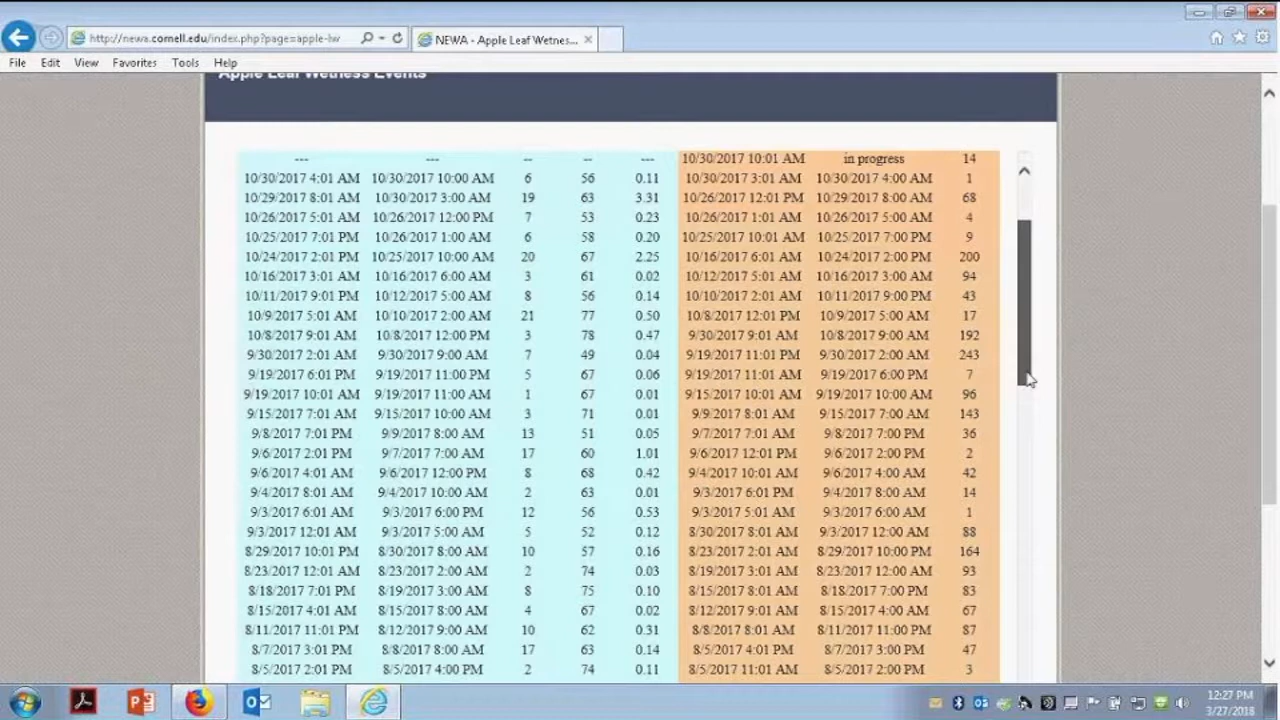 http://newa.cornell.edu/index.php?page=apple-lw
NEWA - Apple Leaf Wetnes...
File Edit View Favorites Tools Help
Apple Leaf Wetness Events
--- --- -- -- --- 10/30/2017 10:01 AM in progress 14
10/30/2017 4:01 AM 10/30/2017 10:00 AM 6 56 0.11 10/30/2017 3:01 AM 10/30/2017 4:00 AM 1
10/29/2017 8:01 AM 10/30/2017 3:00 AM 19 63 3.31 10/26/2017 12:01 PM 10/29/2017 8:00 AM 68
10/26/2017 5:01 AM 10/26/2017 12:00 PM 7 53 0.23 10/26/2017 1:01 AM 10/26/2017 5:00 AM 4
10/25/2017 7:01 PM 10/26/2017 1:00 AM 6 58 0.20 10/25/2017 10:01 AM 10/25/2017 7:00 PM 9
10/24/2017 2:01 PM 10/25/2017 10:00 AM 20 67 2.25 10/16/2017 6:01 AM 10/24/2017 2:00 PM 200
10/16/2017 3:01 AM 10/16/2017 6:00 AM 3 61 0.02 10/12/2017 5:01 AM 10/16/2017 3:00 AM 94
10/11/2017 9:01 PM 10/12/2017 5:00 AM 8 56 0.14 10/10/2017 2:01 AM 10/11/2017 9:00 PM 43
10/9/2017 5:01 AM 10/10/2017 2:00 AM 21 77 0.50 10/8/2017 12:01 PM 10/9/2017 5:00 AM 17
10/8/2017 9:01 AM 10/8/2017 12:00 PM 3 78 0.47 9/30/2017 9:01 AM 10/8/2017 9:00 AM 192
9/30/2017 2:01 AM 9/30/2017 9:00 AM 7 49 0.04 9/19/2017 11:01 PM 9/30/2017 2:00 AM 243
9/19/2017 6:01 PM 9/19/2017 11:00 PM 5 67 0.06 9/19/2017 11:01 AM 9/19/2017 6:00 PM 7
9/19/2017 10:01 AM 9/19/2017 11:00 AM 1 67 0.01 9/15/2017 10:01 AM 9/19/2017 10:00 AM 96
9/15/2017 7:01 AM 9/15/2017 10:00 AM 3 71 0.01 9/9/2017 8:01 AM 9/15/2017 7:00 AM 143
9/8/2017 7:01 PM 9/9/2017 8:00 AM 13 51 0.05 9/7/2017 7:01 AM 9/8/2017 7:00 PM 36
9/6/2017 2:01 PM 9/7/2017 7:00 AM 17 60 1.01 9/6/2017 12:01 PM 9/6/2017 2:00 PM 2
9/6/2017 4:01 AM 9/6/2017 12:00 PM 8 68 0.42 9/4/2017 10:01 AM 9/6/2017 4:00 AM 42
9/4/2017 8:01 AM 9/4/2017 10:00 AM 2 63 0.01 9/3/2017 6:01 PM 9/4/2017 8:00 AM 14
9/3/2017 6:01 AM 9/3/2017 6:00 PM 12 56 0.53 9/3/2017 5:01 AM 9/3/2017 6:00 AM 1
9/3/2017 12:01 AM 9/3/2017 5:00 AM 5 52 0.12 8/30/2017 8:01 AM 9/3/2017 12:00 AM 88
8/29/2017 10:01 PM 8/30/2017 8:00 AM 10 57 0.16 8/23/2017 2:01 AM 8/29/2017 10:00 PM 164
8/23/2017 12:01 AM 8/23/2017 2:00 AM 2 74 0.03 8/19/2017 3:01 AM 8/23/2017 12:00 AM 93
8/18/2017 7:01 PM 8/19/2017 3:00 AM 8 75 0.10 8/15/2017 8:01 AM 8/18/2017 7:00 PM 83
8/15/2017 4:01 AM 8/15/2017 8:00 AM 4 67 0.02 8/12/2017 9:01 AM 8/15/2017 4:00 AM 67
8/11/2017 11:01 PM 8/12/2017 9:00 AM 10 62 0.31 8/8/2017 8:01 AM 8/11/2017 11:00 PM 87
8/7/2017 3:01 PM 8/8/2017 8:00 AM 17 63 0.14 8/5/2017 4:01 PM 8/7/2017 3:00 PM 47
8/5/2017 2:01 PM 8/5/2017 4:00 PM 2 74 0.11 8/5/2017 11:01 AM 8/5/2017 2:00 PM 3
12:27 PM
3/27/2018